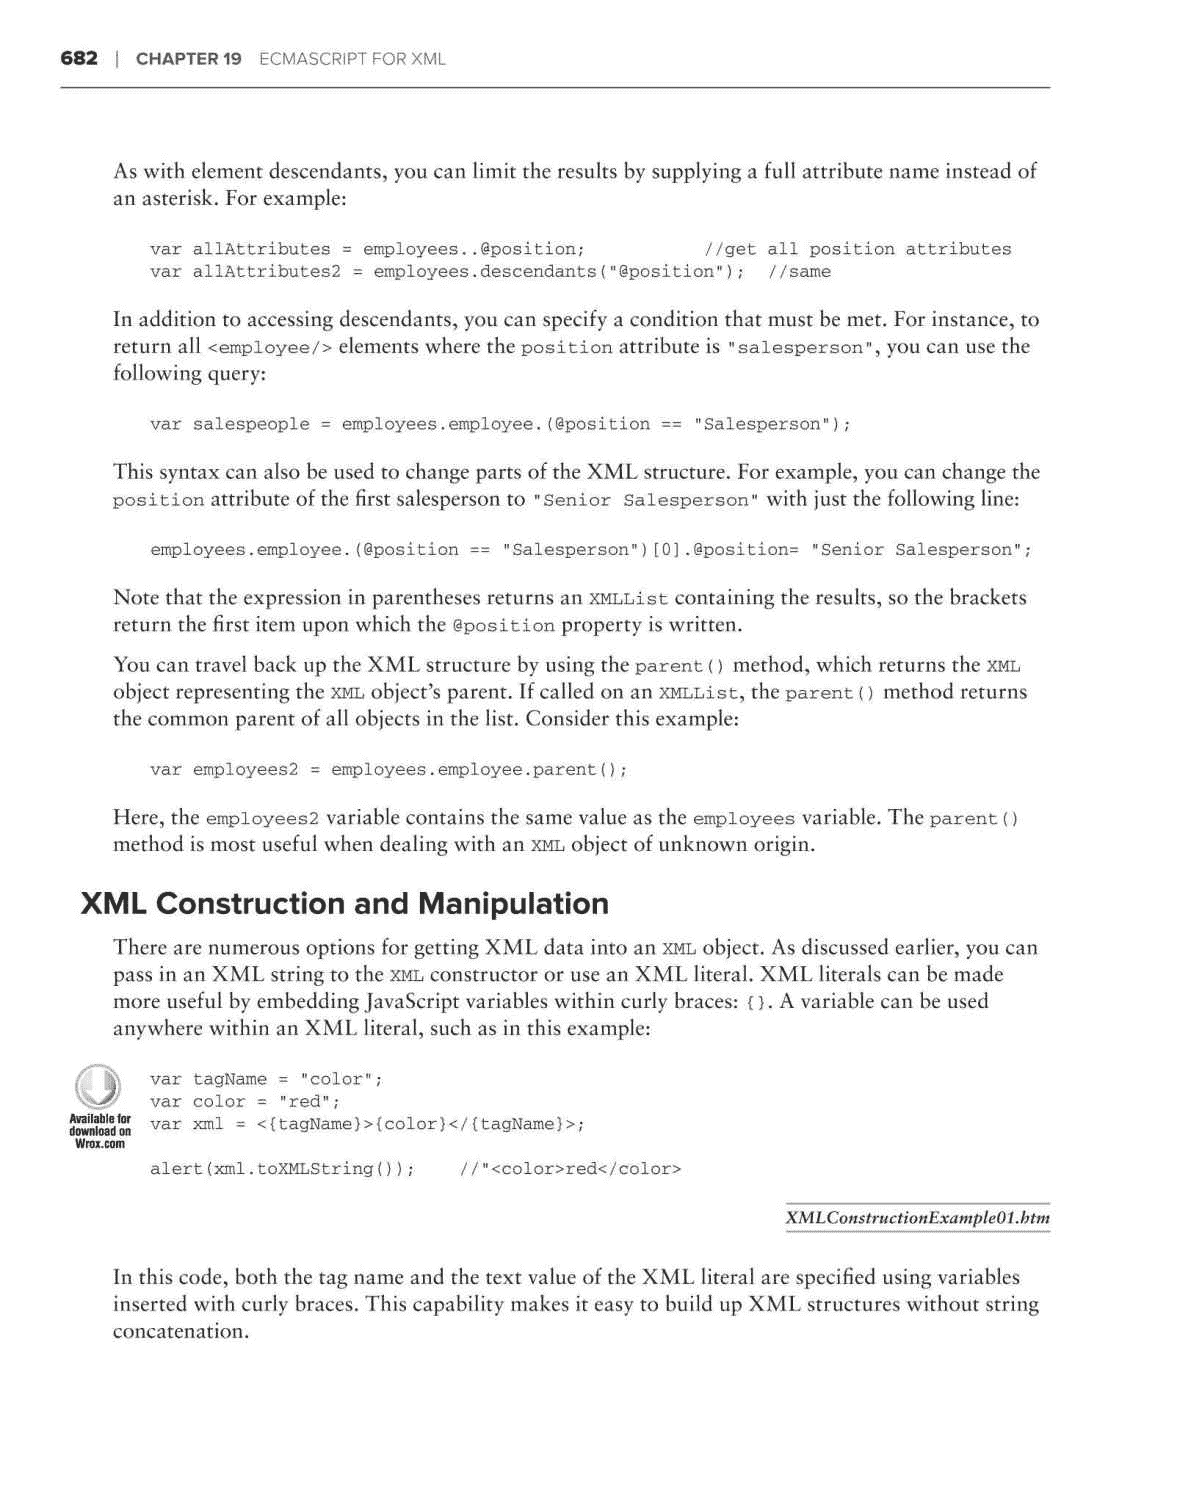 682 | CHAPTER 19 ECMASCRIPT FOR XML
As with element descendants, you can limit the results by supplying a full attribute name instead of
an asterisk. For example:
var allAttributes = employees..@position; //get all position attributes
var allAttributes2 = employees.descendants("@position"); //same
In addition to accessing descendants, you can specify a condition that must be met. For instance, to
return all <employee/> elements where the position attribute is "salesperson", you can use the
following query:
var salespeople = employees.employee.(@position == "Salesperson");
This syntax can also be used to change parts of the XML structure. For example, you can change the
position attribute of the first salesperson to "Senior Salesperson" with just the following line:
employees.employee.(@position == "Salesperson")[0].@position= "Senior Salesperson";
Note that the expression in parentheses returns an XMLList containing the results, so the brackets
return the first item upon which the @position property is written.
You can travel back up the XML structure by using the parent() method, which returns the XML
object representing the XML object's parent. If called on an XMLList, the parent() method returns
the common parent of all objects in the list. Consider this example:
var employees2 = employees.employee.parent();
Here, the employees2 variable contains the same value as the employees variable. The parent()
method is most useful when dealing with an XML object of unknown origin.
XML Construction and Manipulation
There are numerous options for getting XML data into an XML object. As discussed earlier, you can
pass in an XML string to the XML constructor or use an XML literal. XML literals can be made
more useful by embedding JavaScript variables within curly braces: {}. A variable can be used
anywhere within an XML literal, such as in this example:
var tagName = "color";
var color = "red";
var xml = <{tagName}>{color}</{tagName}>;
alert(xml.toXMLString()); //"<color>red</color>
Available for
download on
Wrox.com
XMLConstructionExample01.htm
In this code, both the tag name and the text value of the XML literal are specified using variables
inserted with curly braces. This capability makes it easy to build up XML structures without string
concatenation.